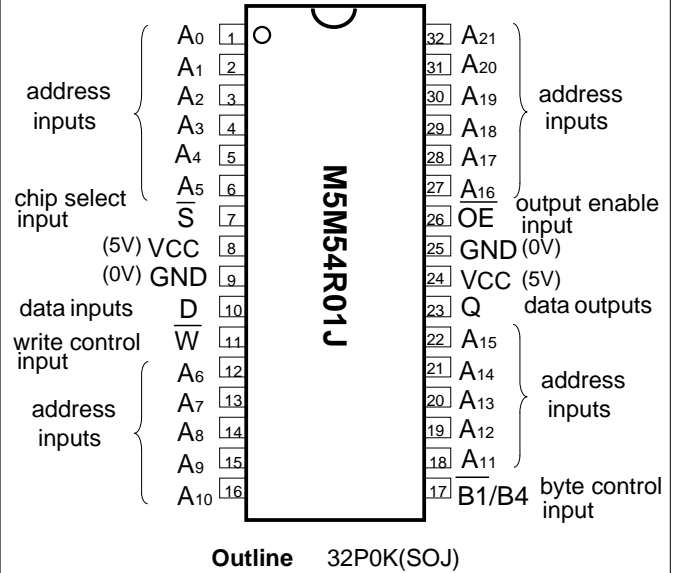 A0 1 32 A21
A1 2 31 A20
address A2 3 30 A19 address
inputs A3 4 29 A18 inputs
A4 5 28 A17
A5 6 27 A16
chip select input S̅ 7 26 O̅E̅ output enable input
(5V) VCC 8 25 GND (0V)
(0V) GND 9 24 VCC (5V)
data inputs D 10 23 Q data outputs
write control input W̅ 11 22 A15
A6 12 21 A14
address A7 13 20 A13 address
inputs A8 14 19 A12 inputs
A9 15 18 A11
A10 16 17 B̅1̅/B4 byte control input
M5M54R01J
Outline 32P0K(SOJ)